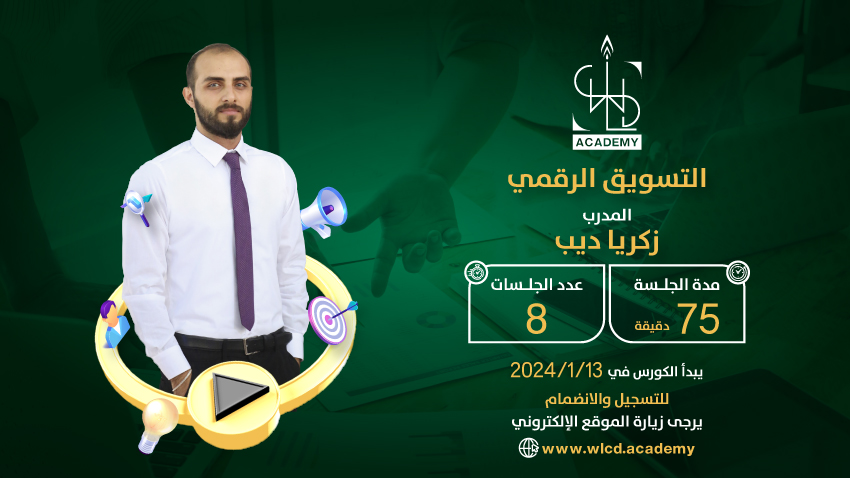 ACADEMY
التسويق الرقمي
المدرب
زكريا ديب
مدة الجلسة
75 دقيقة
عدد الجلسات
8
يبدأ الكورس في 2024/1/13
للتسجيل والانضمام
يرجى زيارة الموقع الإلكتروني
www.wlcd.academy